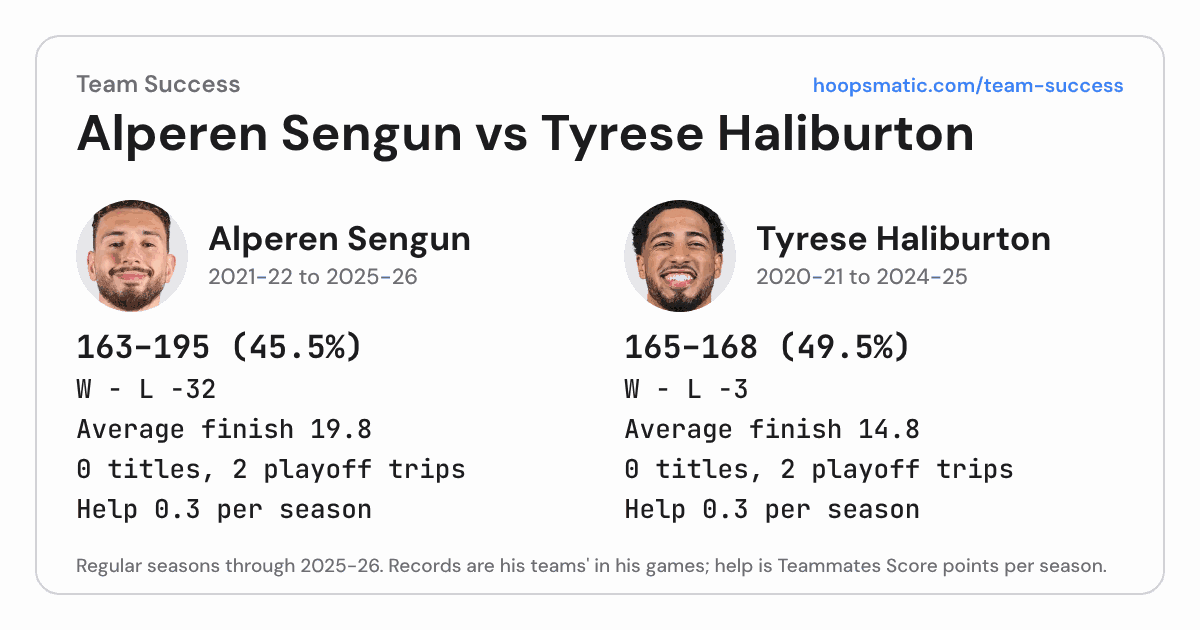 Team Success
hoopsmatic.com/team-success
Alperen Sengun vs Tyrese Haliburton
Alperen Sengun
2021-22 to 2025-26
163-195 (45.5%)
W - L -32
Average finish 19.8
0 titles, 2 playoff trips
Help 0.3 per season
Tyrese Haliburton
2020-21 to 2024-25
165-168 (49.5%)
W - L -3
Average finish 14.8
0 titles, 2 playoff trips
Help 0.3 per season
Regular seasons through 2025-26. Records are his teams' in his games; help is Teammates Score points per season.